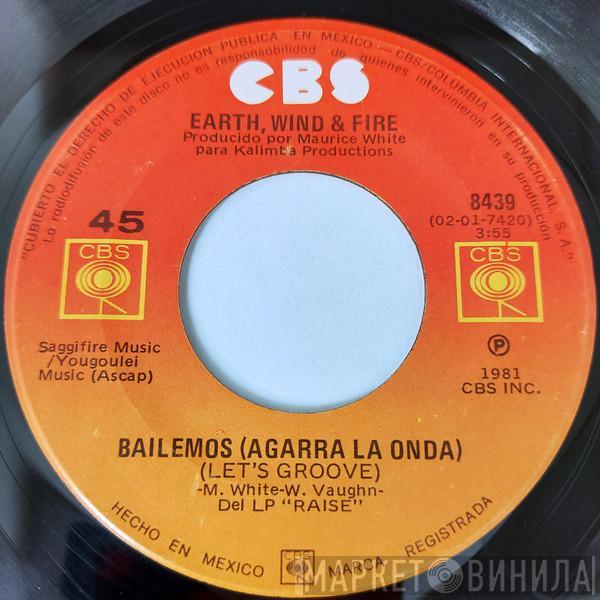 "CUBIERTO EL DERECHO DE EJECUCION PUBLICA EN MEXICO — CBS/COLUMBIA INTERNACIONAL, S. A."
La radiodifusión de este disco no es responsabilidad de quienes intervinieron en su producción
CBS
EARTH, WIND & FIRE
Producido por Maurice White
para Kalimba Productions
45
8439
(02-01-7420)
3:55
CBS
CBS
Saggifire Music
/Yougoulei
Music (Ascap)
℗
1981
CBS INC.
BAILEMOS (AGARRA LA ONDA)
(LET'S GROOVE)
-M. White-W. Vaughn-
Del LP "RAISE"
HECHO EN MEXICO
CBS
MARCA REGISTRADA
МАРКЕТ ВИНИЛА